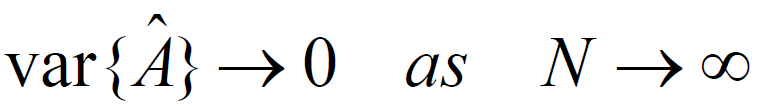 var{Â} → 0 as N → ∞